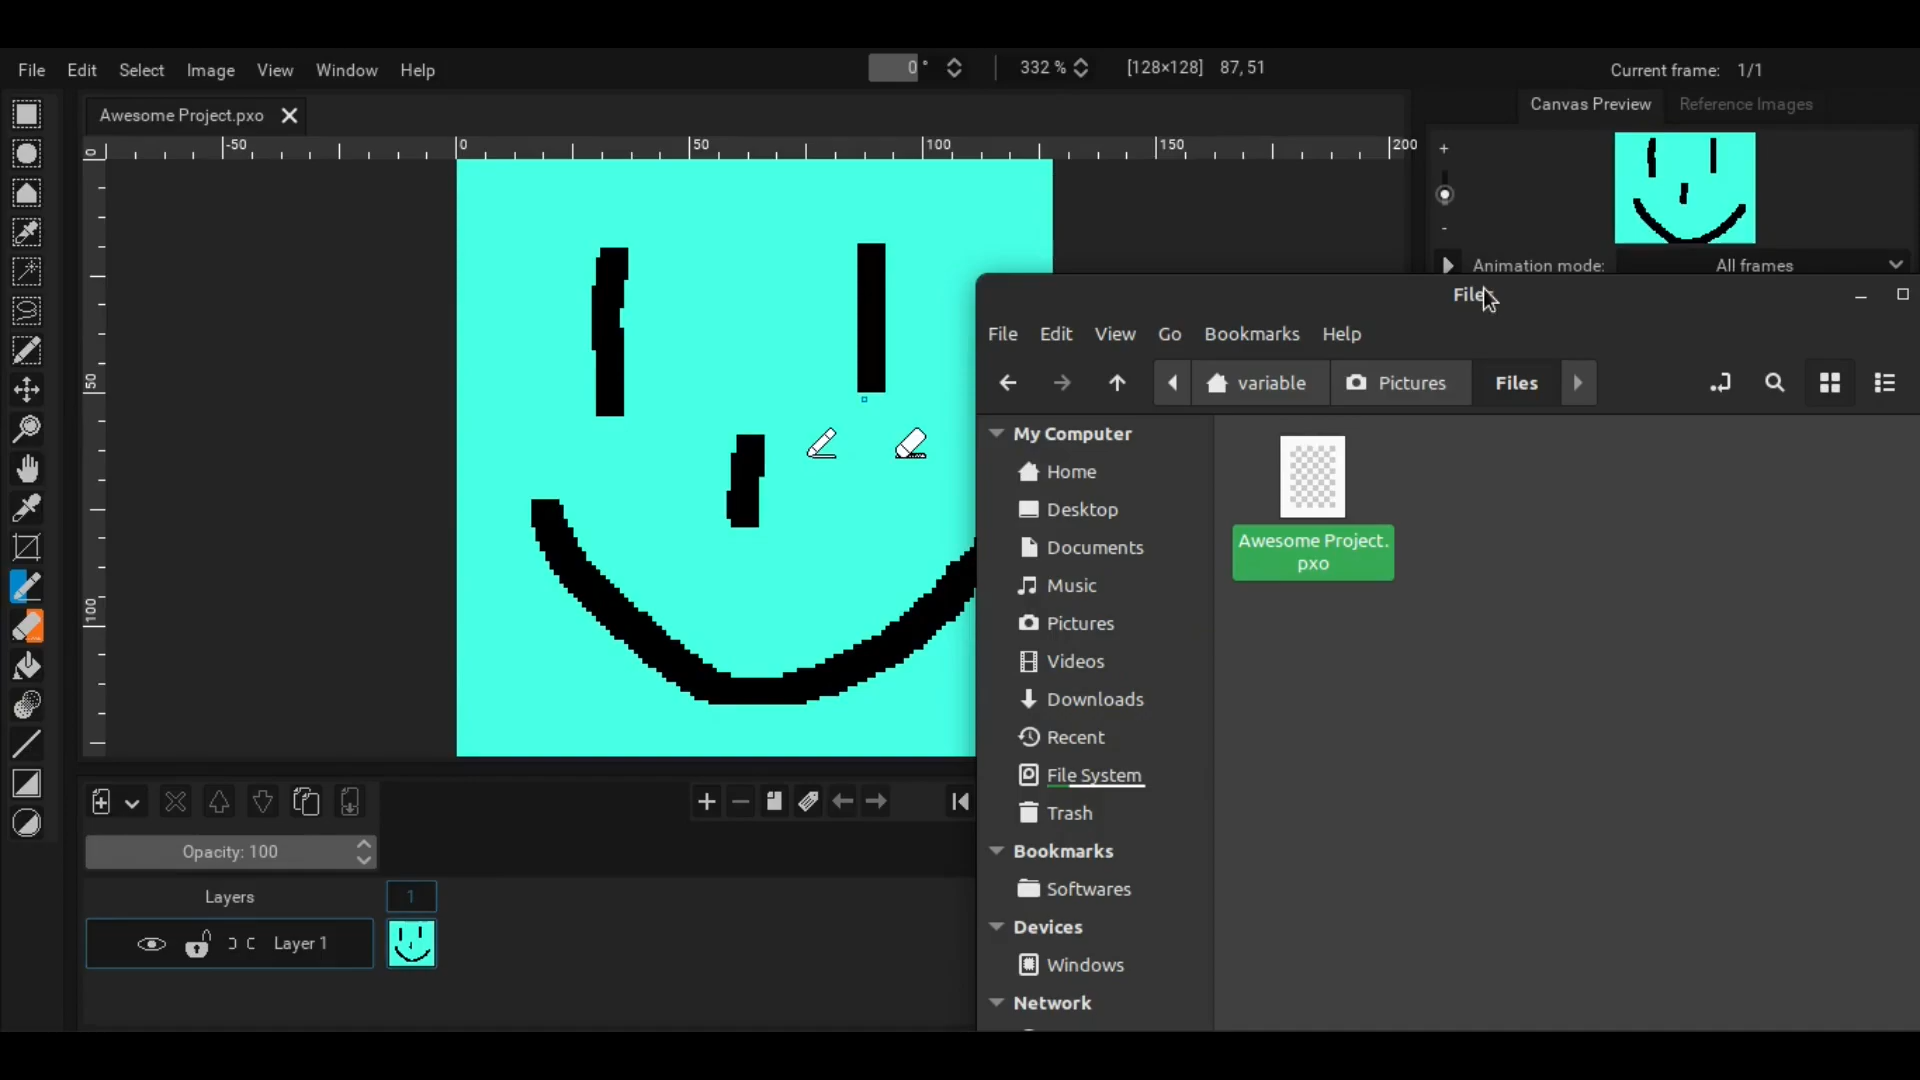 File Edit Select Image View Window Help
0° 332 % [128×128] 87, 51
Current frame: 1/1
Awesome Project.pxo
Canvas Preview Reference Images
-50 0 50 100 150 200
0
50
100
+
-
Animation mode: All frames
File Edit View Go Bookmarks Help
variable Pictures Files
My Computer
Home
Desktop
Documents
Music
Pictures
Videos
Downloads
Recent
File System
Trash
Bookmarks
Softwares
Devices
Windows
Network
Awesome Project.
pxo
Opacity: 100
Layers 1
Layer 1